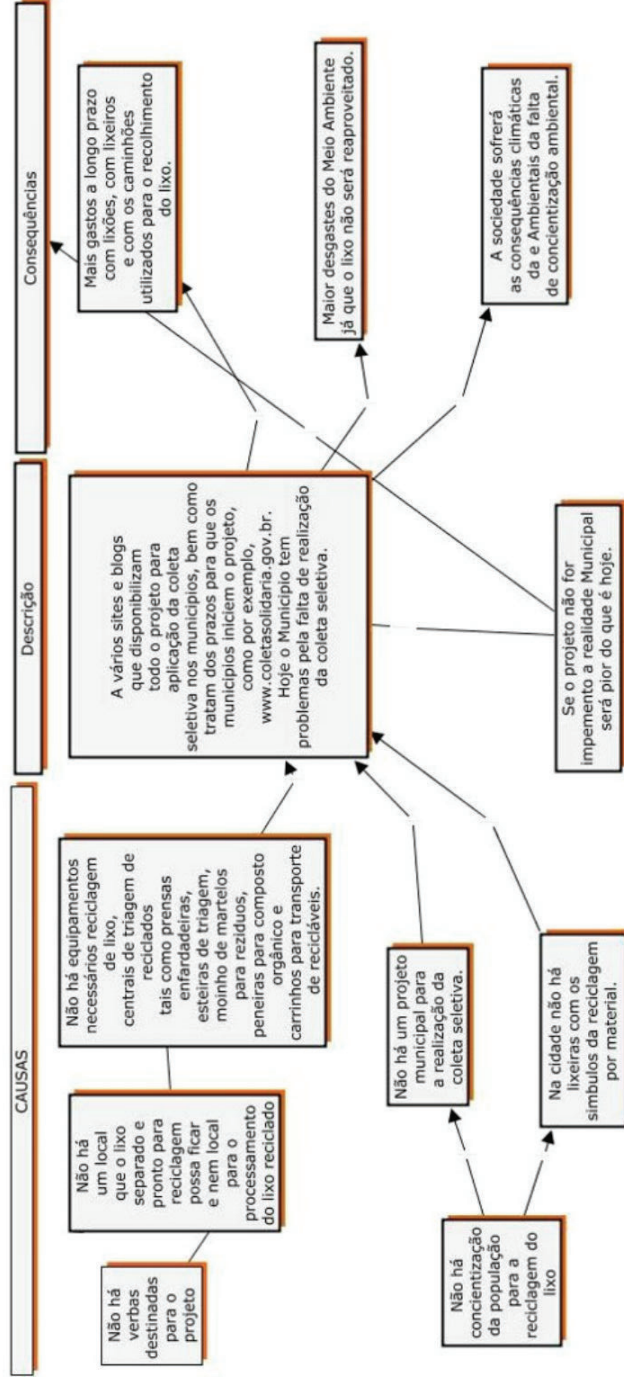 CAUSAS
Descrição
Consequências
Não há
verbas
destinadas
para o
projeto
Não há
um local
que o lixo
separado e
pronto para
reciclagem
possa ficar
e nem local
para o
processamento
do lixo reciclado
Não há equipamentos
necessários reciclagem
de lixo,
centrais de triagem de
reciclados
tais como prensas
enfardadeiras,
esteiras de triagem,
moinho de martelos
para rezíduos,
peneiras para composto
orgânico e
carrinhos para transporte
de recicláveis.
Não há
concientização
da população
para a
reciclagem do
lixo
Não há um projeto
municipal para
a realização da
coleta seletiva.
Na cidade não há
lixeiras com os
símbulos da reciclagem
por material.
A vários sites e blogs
que disponibilizam
todo o projeto para
aplicação da coleta
seletiva nos municípios, bem como
tratam dos prazos para que os
municípios iniciem o projeto,
como por exemplo,
www.coletasolidaria.gov.br.
Hoje o Município tem
problemas pela falta de realização
da coleta seletiva.
Se o projeto não for
impemento a realidade Municipal
será pior do que é hoje.
Mais gastos a longo prazo
com lixões, com lixeiros
e com os caminhões
utilizados para o recolhimento
do lixo.
Maior desgastes do Meio Ambiente
já que o lixo não será reaproveitado.
A sociedade sofrerá
as consequências climáticas
da e Ambientais da falta
de concientização ambiental.